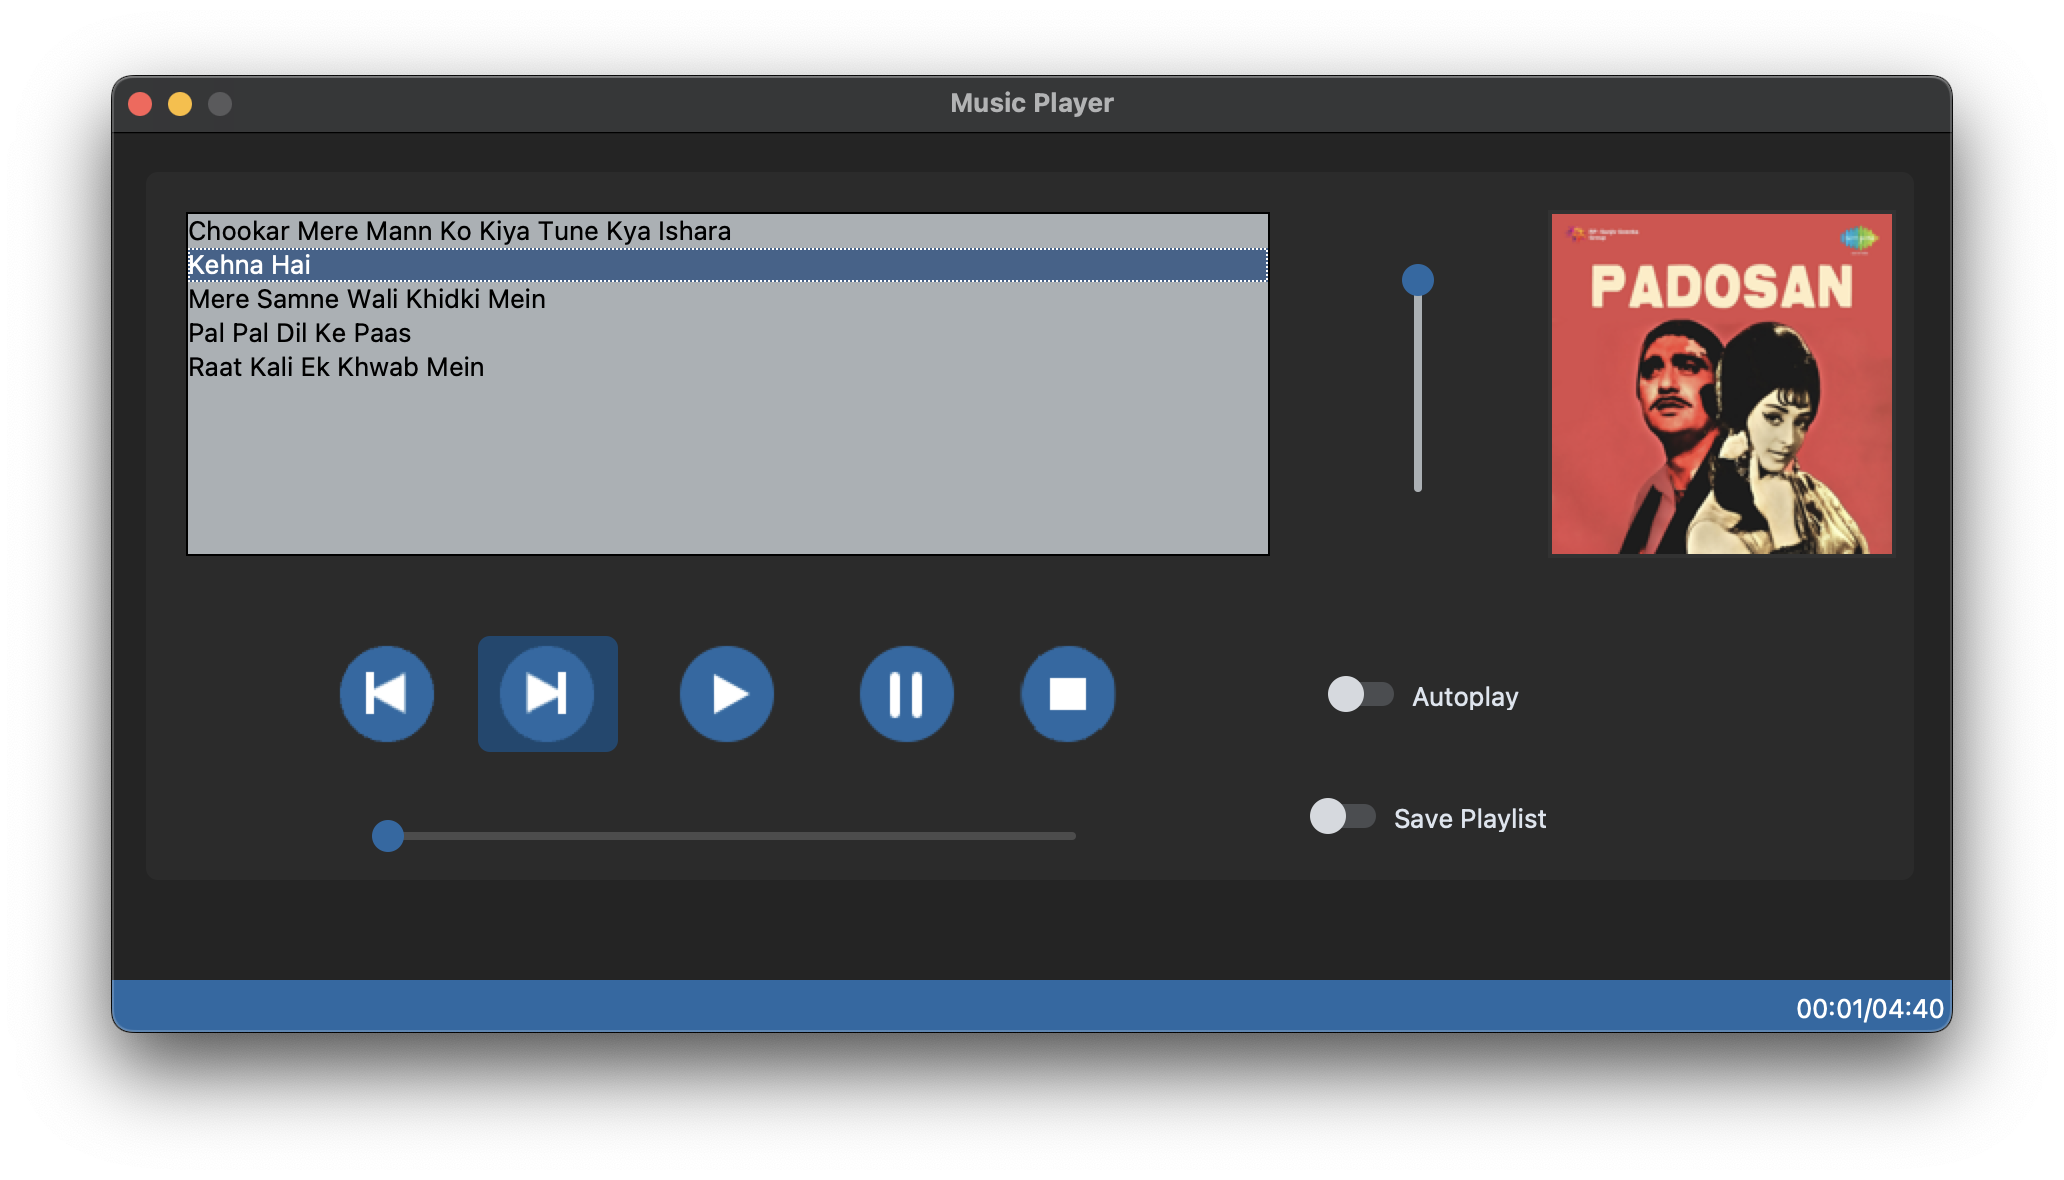 Music Player
Chookar Mere Mann Ko Kiya Tune Kya Ishara
Kehna Hai
Mere Samne Wali Khidki Mein
Pal Pal Dil Ke Paas
Raat Kali Ek Khwab Mein
PADOSAN
Autoplay
Save Playlist
00:01/04:40